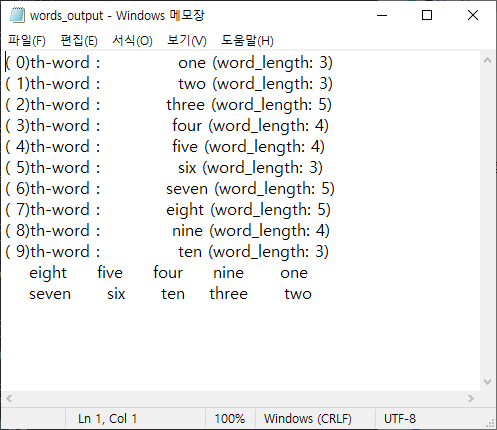 words_output - Windows 메모장
파일(F) 편집(E) 서식(O) 보기(V) 도움말(H)
( 0)th-word :                one (word_length: 3)
( 1)th-word :                two (word_length: 3)
( 2)th-word :              three (word_length: 5)
( 3)th-word :               four (word_length: 4)
( 4)th-word :               five (word_length: 4)
( 5)th-word :                six (word_length: 3)
( 6)th-word :              seven (word_length: 5)
( 7)th-word :              eight (word_length: 5)
( 8)th-word :               nine (word_length: 4)
( 9)th-word :                ten (word_length: 3)
     eight      five      four      nine       one
     seven       six       ten     three       two
Ln 1, Col 1 100% Windows (CRLF) UTF-8